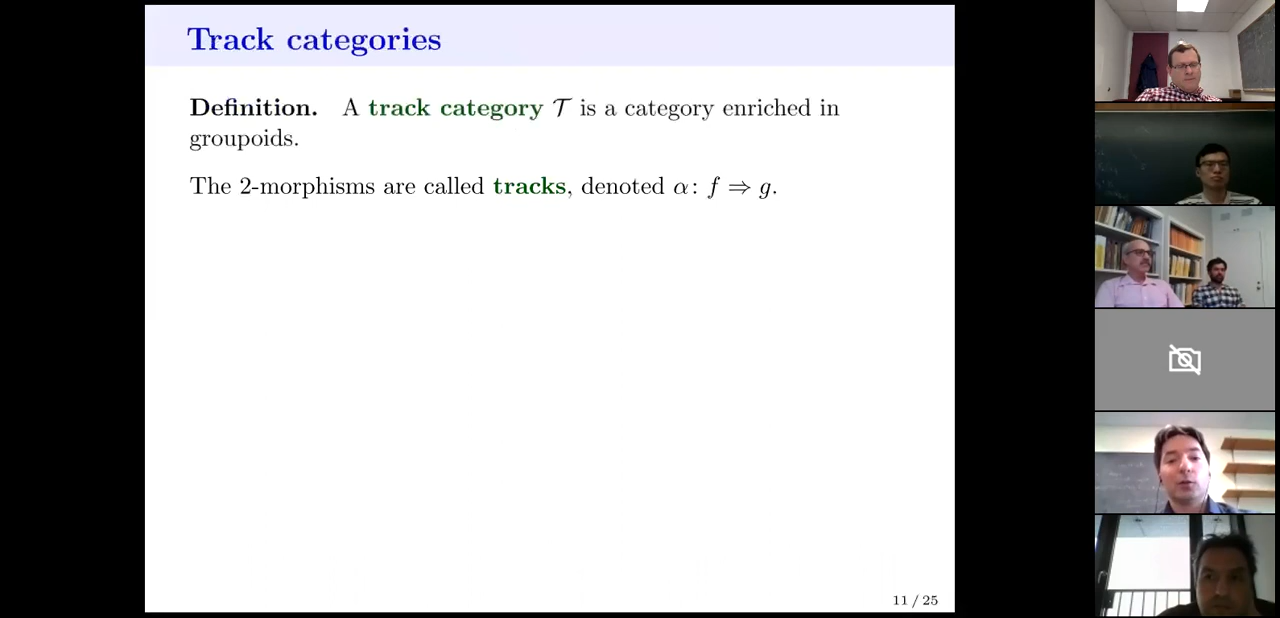 Track categories
Definition. A track category 𝒯 is a category enriched in
groupoids.
The 2-morphisms are called tracks, denoted α: f ⇒ g.
11 / 25